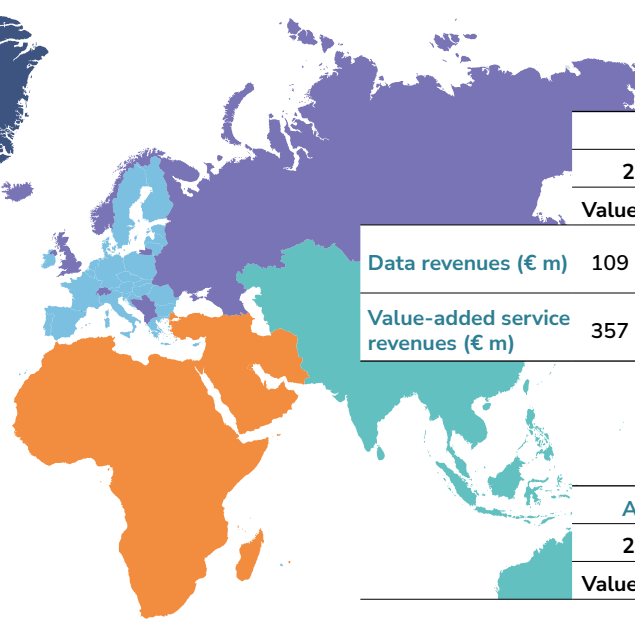 2
Value
Data revenues (€ m) 109
Value-added service
revenues (€ m) 357
A
2
Value